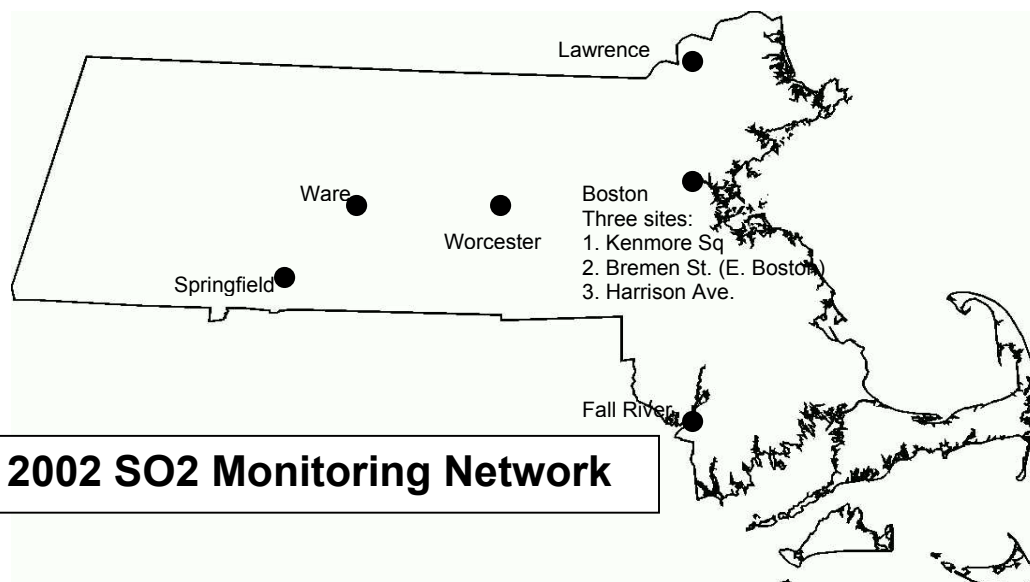 Lawrence
Ware
Worcester
Boston
Three sites:
1. Kenmore Sq
2. Bremen St. (E. Boston)
3. Harrison Ave.
Springfield
Fall River
2002 SO2 Monitoring Network